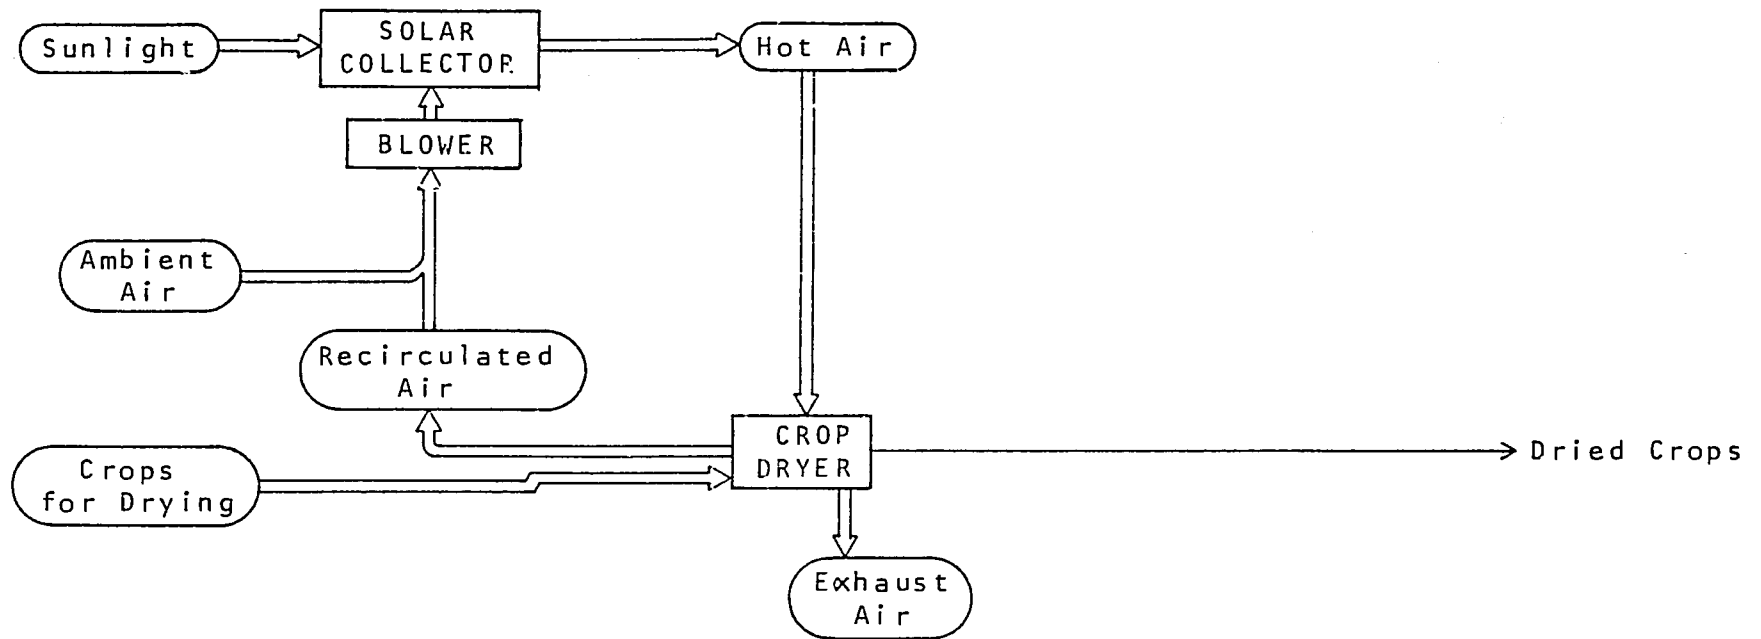 Sunlight
SOLAR
COLLECTOR
Hot Air
BLOWER
Ambient
Air
Recirculated
Air
CROP
DRYER
Dried Crops
Crops
for Drying
Exhaust
Air